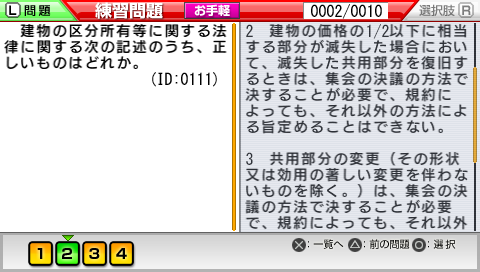 L 問題 練習問題 お手軽 0002/0010 選択肢 R
建物の区分所有等に関する法
律に関する次の記述のうち、正
しいものはどれか。
(ID:0111)
2 建物の価格の1/2以下に相当
する部分が滅失した場合におい
て、滅失した共用部分を復旧す
るときは、集会の決議の方法で
決することが必要で、規約に
よっても、それ以外の方法によ
る旨定めることはできない。
3 共用部分の変更（その形状
又は効用の著しい変更を伴わな
いものを除く。）は、集会の決
議の方法で決することが必要
で、規約によっても、それ以外
1 2 3 4
×:一覧へ △:前の問題 ○:選択